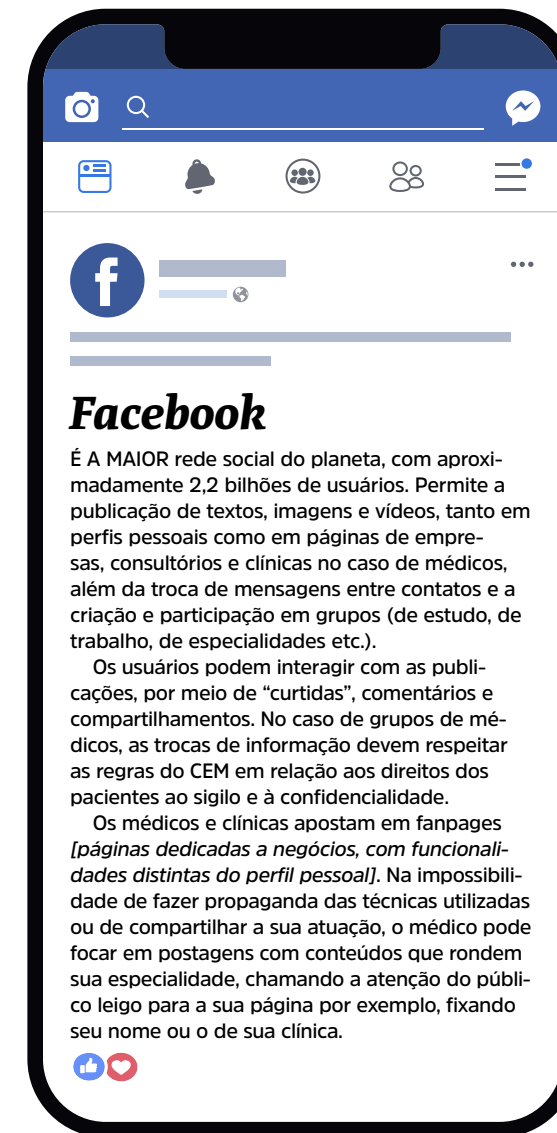 f
Facebook
É A MAIOR rede social do planeta, com aproxi-
madamente 2,2 bilhões de usuários. Permite a
publicação de textos, imagens e vídeos, tanto em
perfis pessoais como em páginas de empre-
sas, consultórios e clínicas no caso de médicos,
além da troca de mensagens entre contatos e a
criação e participação em grupos (de estudo, de
trabalho, de especialidades etc.).
Os usuários podem interagir com as publi-
cações, por meio de “curtidas”, comentários e
compartilhamentos. No caso de grupos de mé-
dicos, as trocas de informação devem respeitar
as regras do CEM em relação aos direitos dos
pacientes ao sigilo e à confidencialidade.
Os médicos e clínicas apostam em fanpages
[páginas dedicadas a negócios, com funcionali-
dades distintas do perfil pessoal]. Na impossibili-
dade de fazer propaganda das técnicas utilizadas
ou de compartilhar a sua atuação, o médico pode
focar em postagens com conteúdos que rondem
sua especialidade, chamando a atenção do públi-
co leigo para a sua página por exemplo, fixando
seu nome ou o de sua clínica.